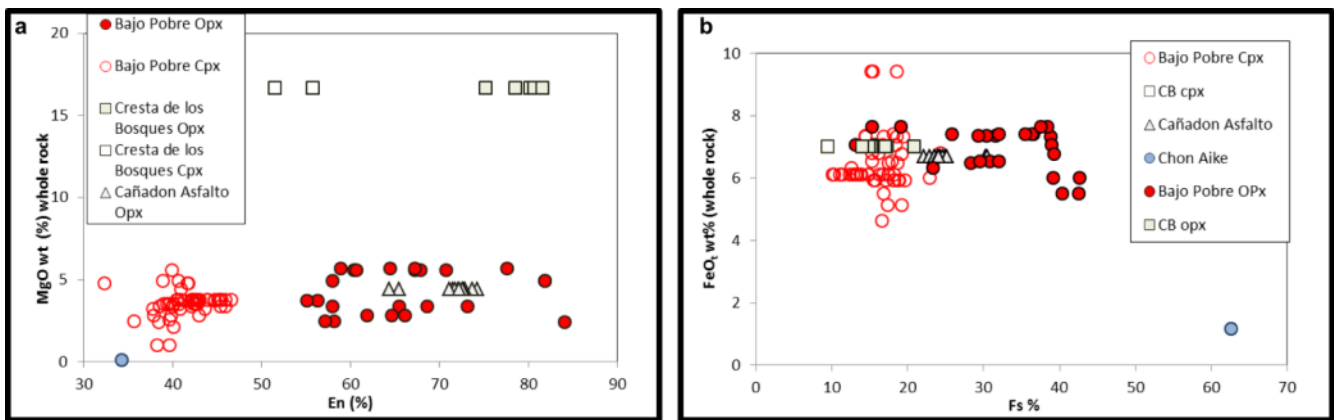 a
MgO wt (%) whole rock
20
15
10
5
0
Bajo Pobre Opx
Bajo Pobre Cpx
Cresta de los
Bosques Opx
Cresta de los
Bosques Cpx
Cañadon Asfalto
Opx
30 40 50 60 70 80 90
En (%)
b
FeOt wt% (whole rock)
10
8
6
4
2
0
Bajo Pobre Cpx
CB cpx
Cañadon Asfalto
Chon Aike
Bajo Pobre OPx
CB opx
0 10 20 30 40 50 60 70
Fs %